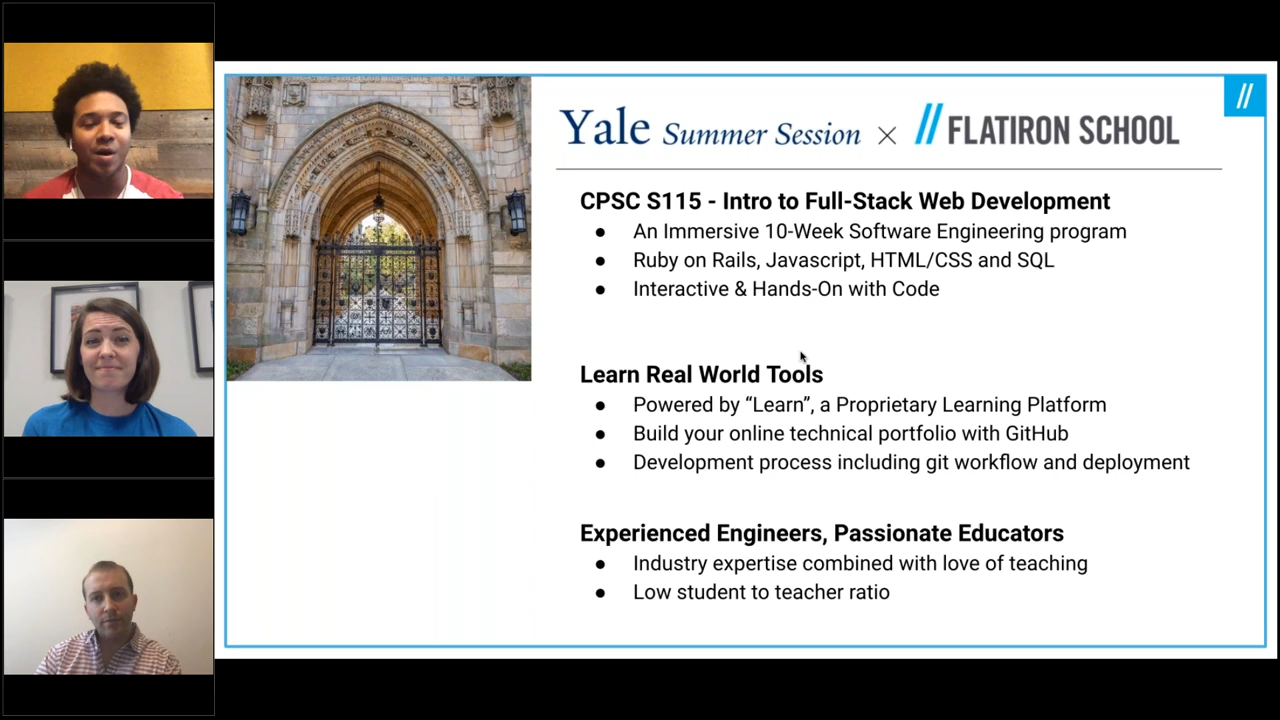 Yale Summer Session × // FLATIRON SCHOOL
//
CPSC S115 - Intro to Full-Stack Web Development
● An Immersive 10-Week Software Engineering program
● Ruby on Rails, Javascript, HTML/CSS and SQL
● Interactive & Hands-On with Code
Learn Real World Tools
● Powered by “Learn”, a Proprietary Learning Platform
● Build your online technical portfolio with GitHub
● Development process including git workflow and deployment
Experienced Engineers, Passionate Educators
● Industry expertise combined with love of teaching
● Low student to teacher ratio